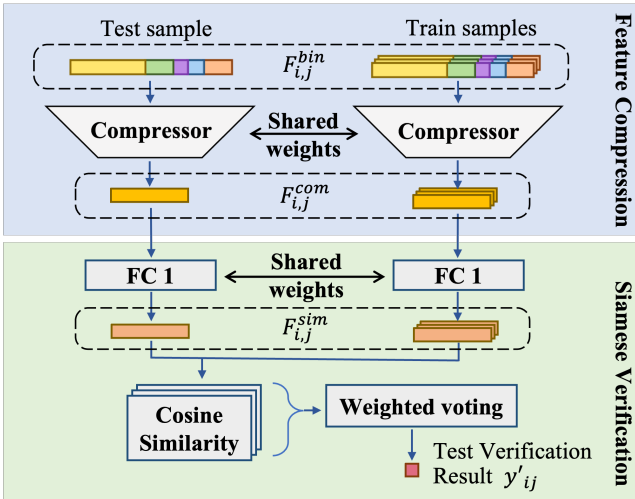 Test sample
Train samples
F_{i,j}^{bin}
Compressor
Shared
weights
Compressor
F_{i,j}^{com}
Feature Compression
FC 1
Shared
weights
FC 1
F_{i,j}^{sim}
Cosine
Similarity
Weighted voting
Test Verification
Result y'_{ij}
Siamese Verification